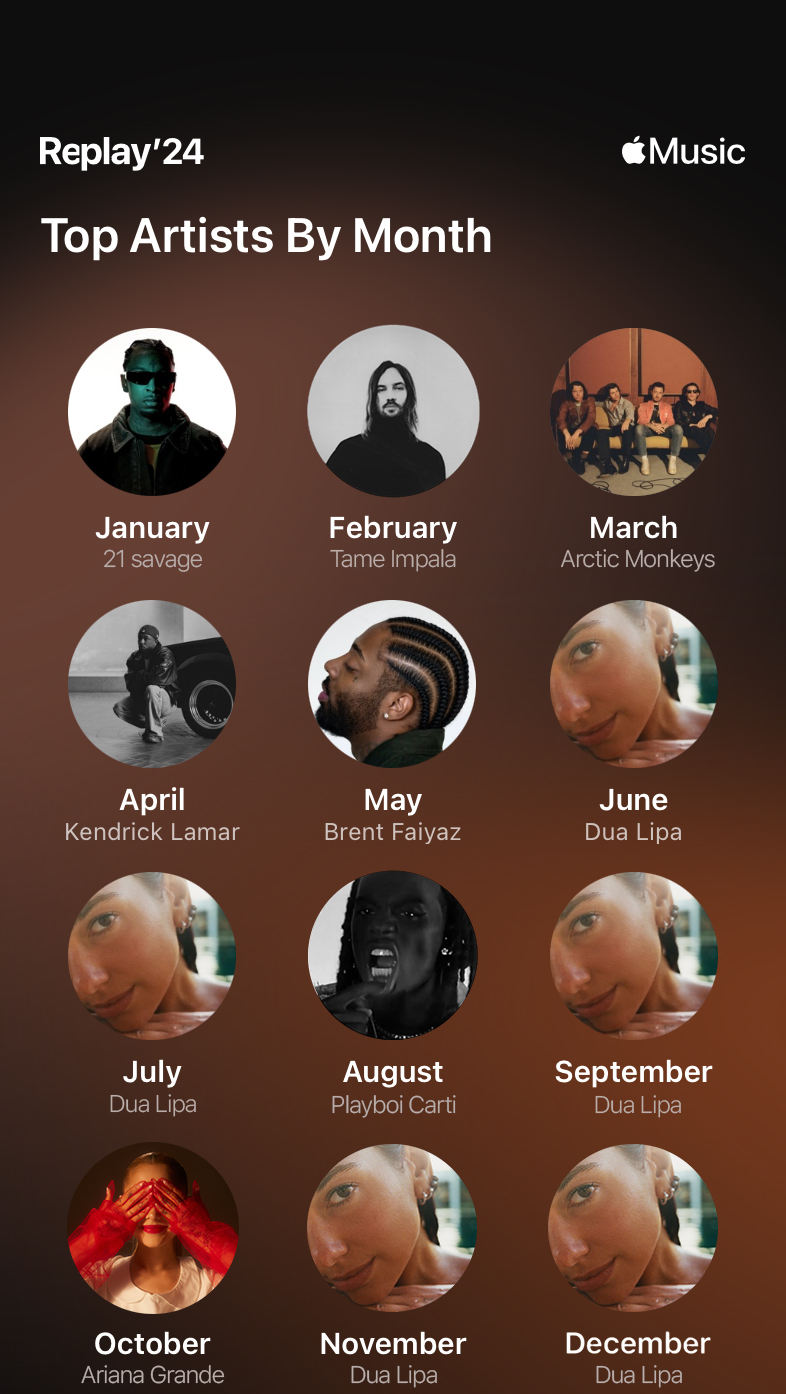 Replay'24
Music
Top Artists By Month
January
21 savage
February
Tame Impala
March
Arctic Monkeys
April
Kendrick Lamar
May
Brent Faiyaz
June
Dua Lipa
July
Dua Lipa
August
Playboi Carti
September
Dua Lipa
October
Ariana Grande
November
Dua Lipa
December
Dua Lipa